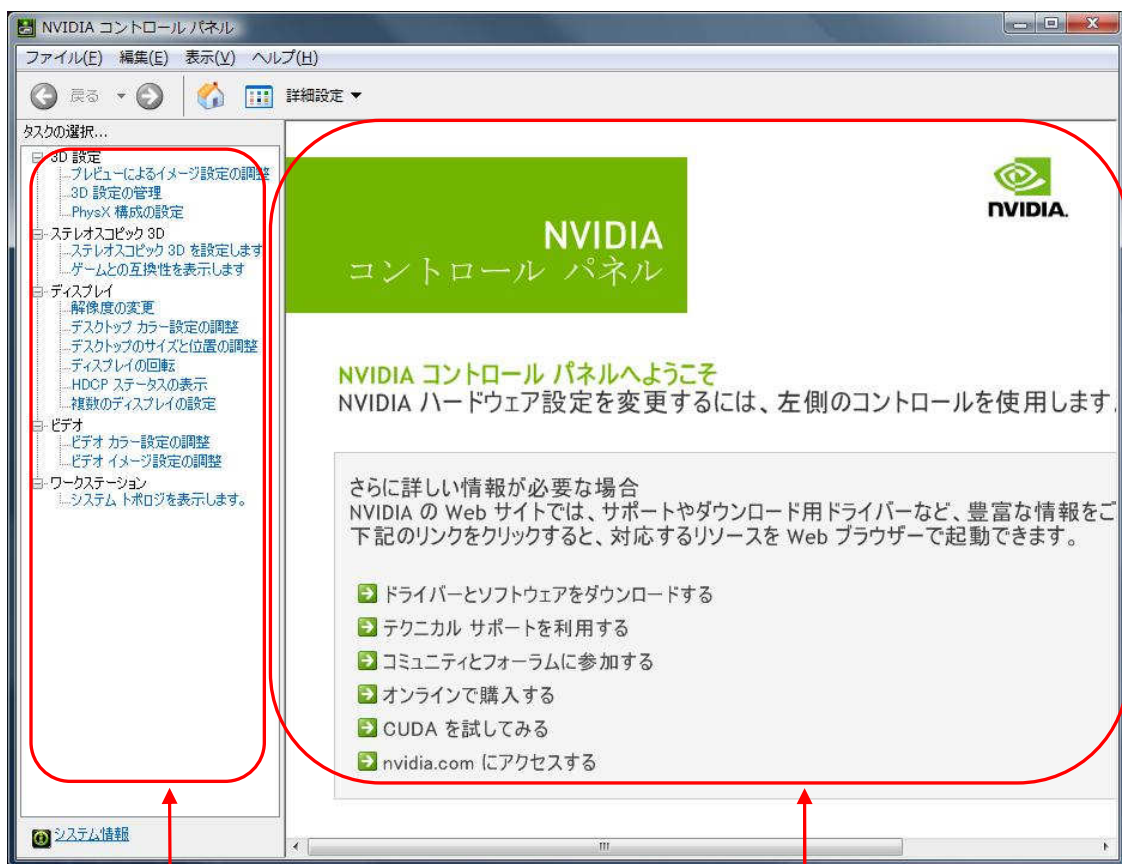 NVIDIA コントロール パネル
ファイル(F) 編集(E) 表示(V) ヘルプ(H)
戻る 詳細設定
タスクの選択...
3D 設定
プレビューによるイメージ設定の調整
3D 設定の管理
PhysX 構成の設定
ステレオスコピック 3D
ステレオスコピック 3D を設定します
ゲームとの互換性を表示します
ディスプレイ
解像度の変更
デスクトップ カラー設定の調整
デスクトップのサイズと位置の調整
ディスプレイの回転
HDCP ステータスの表示
複数のディスプレイの設定
ビデオ
ビデオ カラー設定の調整
ビデオ イメージ設定の調整
ワークステーション
システム トポロジを表示します。
システム情報
NVIDIA
コントロール パネル
NVIDIA.
NVIDIA コントロール パネルへようこそ
NVIDIA ハードウェア設定を変更するには、左側のコントロールを使用します.
さらに詳しい情報が必要な場合
NVIDIA の Web サイトでは、サポートやダウンロード用ドライバーなど、豊富な情報をご
下記のリンクをクリックすると、対応するリソースを Web ブラウザーで起動できます。
ドライバーとソフトウェアをダウンロードする
テクニカル サポートを利用する
コミュニティとフォーラムに参加する
オンラインで購入する
CUDA を試してみる
nvidia.com にアクセスする